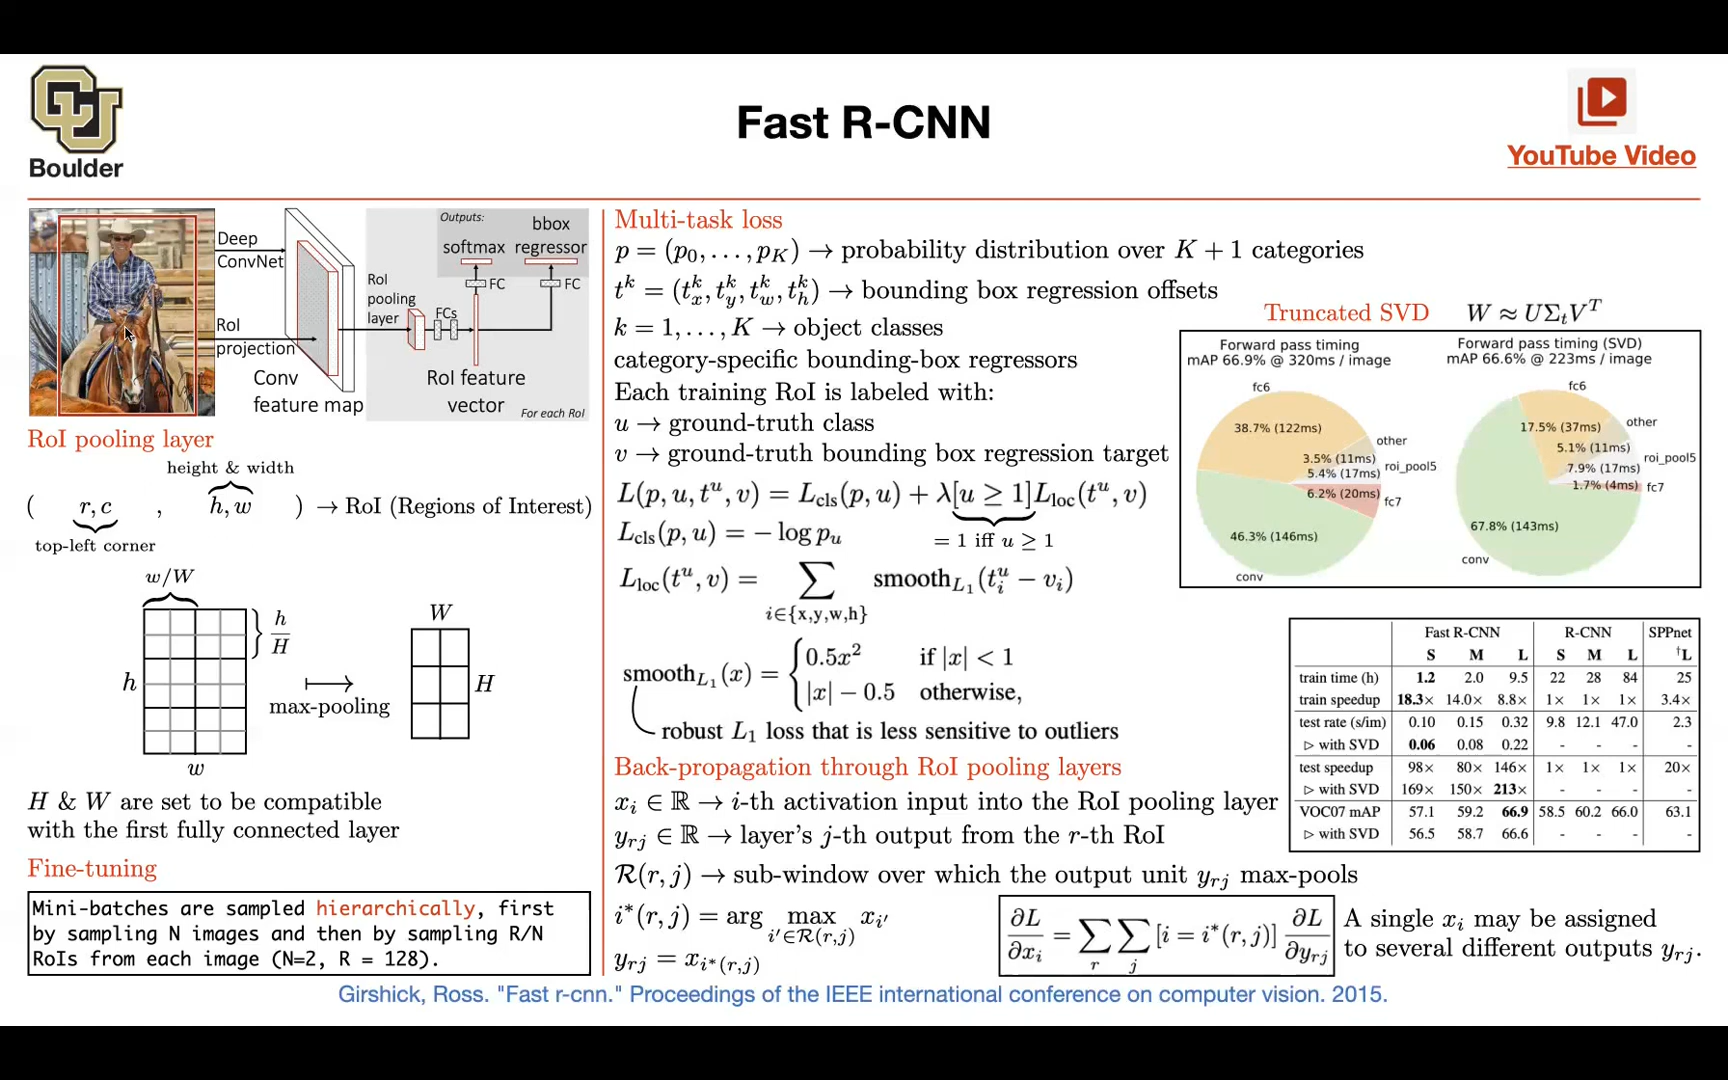 Boulder
Fast R-CNN
YouTube Video
Deep
ConvNet
RoI
projection
Conv
feature map
RoI
pooling
layer
FCs
RoI feature
vector
Outputs:
softmax
bbox
regressor
FC
FC
For each RoI
RoI pooling layer
height & width
( r, c , h, w ) → RoI (Regions of Interest)
top-left corner
w/W
h/H
h
w
↦ max-pooling
W
H
H & W are set to be compatible
with the first fully connected layer
Fine-tuning
Mini-batches are sampled hierarchically, first
by sampling N images and then by sampling R/N
RoIs from each image (N=2, R = 128).
Multi-task loss
p = (p_0, . . . , p_K) → probability distribution over K + 1 categories
t^k = (t^k_x, t^k_y, t^k_w, t^k_h) → bounding box regression offsets
k = 1, . . . , K → object classes
category-specific bounding-box regressors
Each training RoI is labeled with:
u → ground-truth class
v → ground-truth bounding box regression target
L(p, u, t^u, v) = L_cls(p, u) + λ[u ≥ 1]L_loc(t^u, v)
L_cls(p, u) = − log p_u
= 1 iff u ≥ 1
L_loc(t^u, v) = ∑_{i∈{x,y,w,h}} smooth_{L_1}(t^u_i − v_i)
smooth_{L_1}(x) = { 0.5x^2 if |x| < 1
|x| − 0.5 otherwise,
robust L_1 loss that is less sensitive to outliers
Back-propagation through RoI pooling layers
x_i ∈ ℝ → i-th activation input into the RoI pooling layer
y_rj ∈ ℝ → layer's j-th output from the r-th RoI
R(r, j) → sub-window over which the output unit y_rj max-pools
i*(r, j) = arg max_{i'∈R(r,j)} x_i'
y_rj = x_{i*(r,j)}
∂L/∂x_i = ∑_r ∑_j [i = i*(r, j)] ∂L/∂y_rj
A single x_i may be assigned
to several different outputs y_rj.
Truncated SVD W ≈ UΣ_tV^T
Forward pass timing
mAP 66.9% @ 320ms / image
fc6
38.7% (122ms)
other
3.5% (11ms)
roi_pool5
5.4% (17ms)
6.2% (20ms)
fc7
46.3% (146ms)
conv
Forward pass timing (SVD)
mAP 66.6% @ 223ms / image
fc6
17.5% (37ms)
other
5.1% (11ms)
roi_pool5
7.9% (17ms)
1.7% (4ms)
fc7
67.8% (143ms)
conv
Fast R-CNN R-CNN SPPnet
S M L S M L †L
train time (h) 1.2 2.0 9.5 22 28 84 25
train speedup 18.3× 14.0× 8.8× 1× 1× 1× 3.4×
test rate (s/im) 0.10 0.15 0.32 9.8 12.1 47.0 2.3
▷ with SVD 0.06 0.08 0.22 - - - -
test speedup 98× 80× 146× 1× 1× 1× 20×
▷ with SVD 169× 150× 213× - - - -
VOC07 mAP 57.1 59.2 66.9 58.5 60.2 66.0 63.1
▷ with SVD 56.5 58.7 66.6 - - - -
Girshick, Ross. "Fast r-cnn." Proceedings of the IEEE international conference on computer vision. 2015.